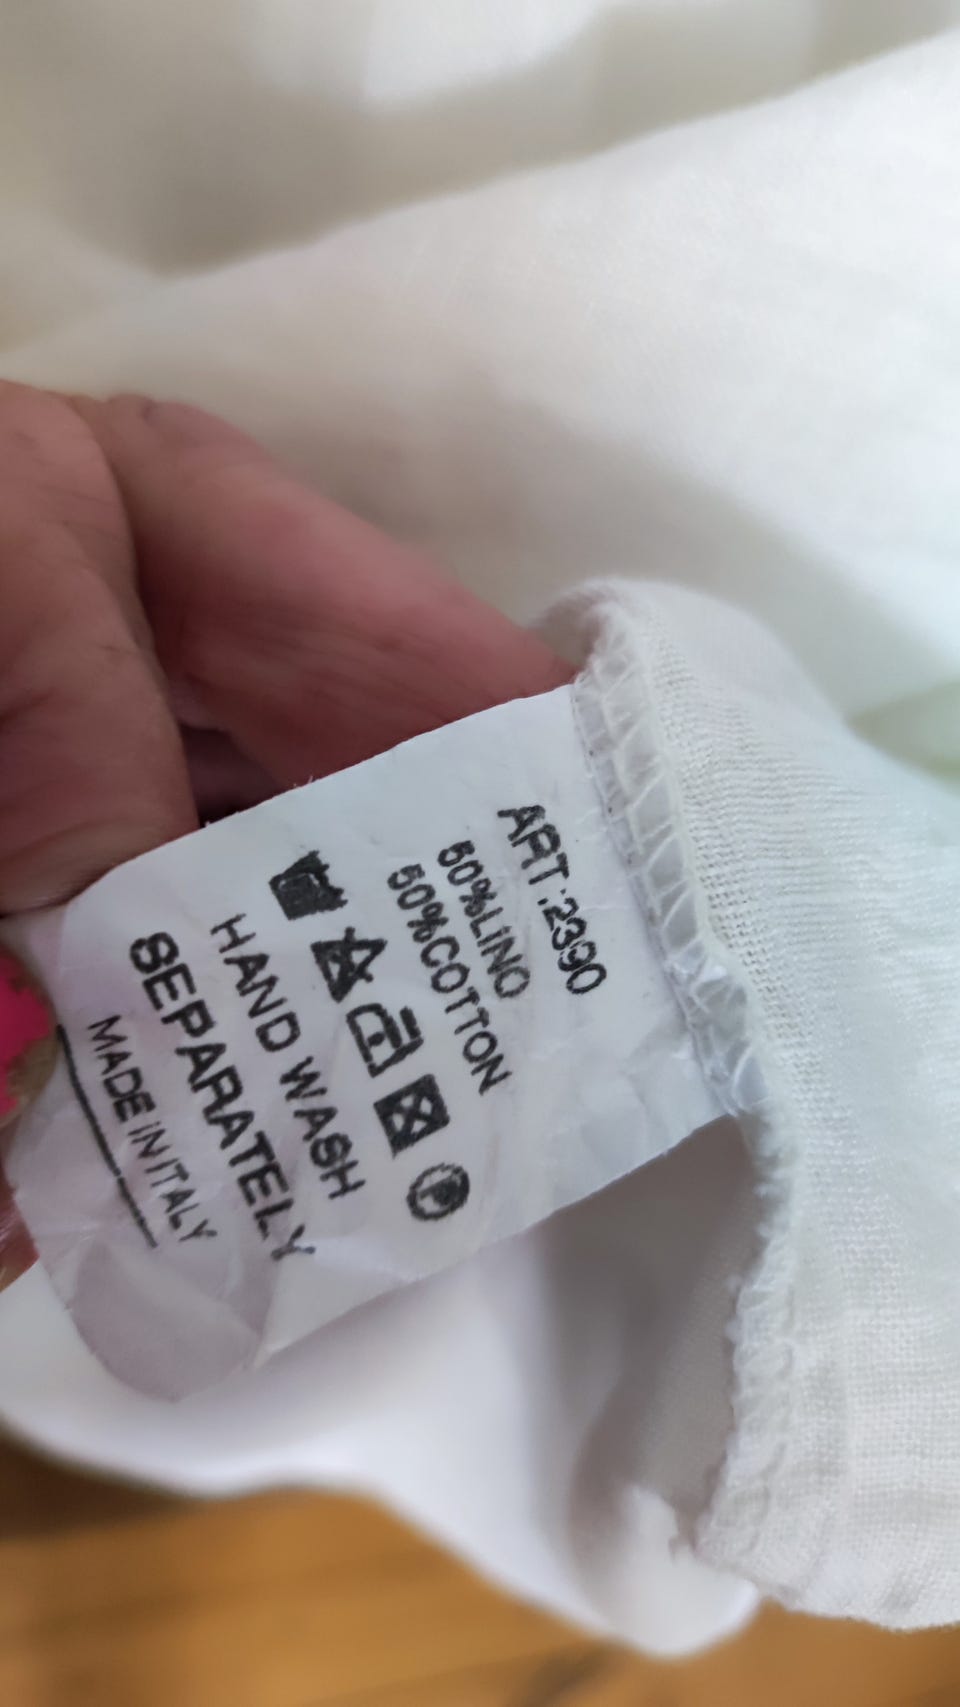 ART.:2390
50%LINO
50%COTTON
P
HAND WASH
SEPARATELY
MADE IN ITALY